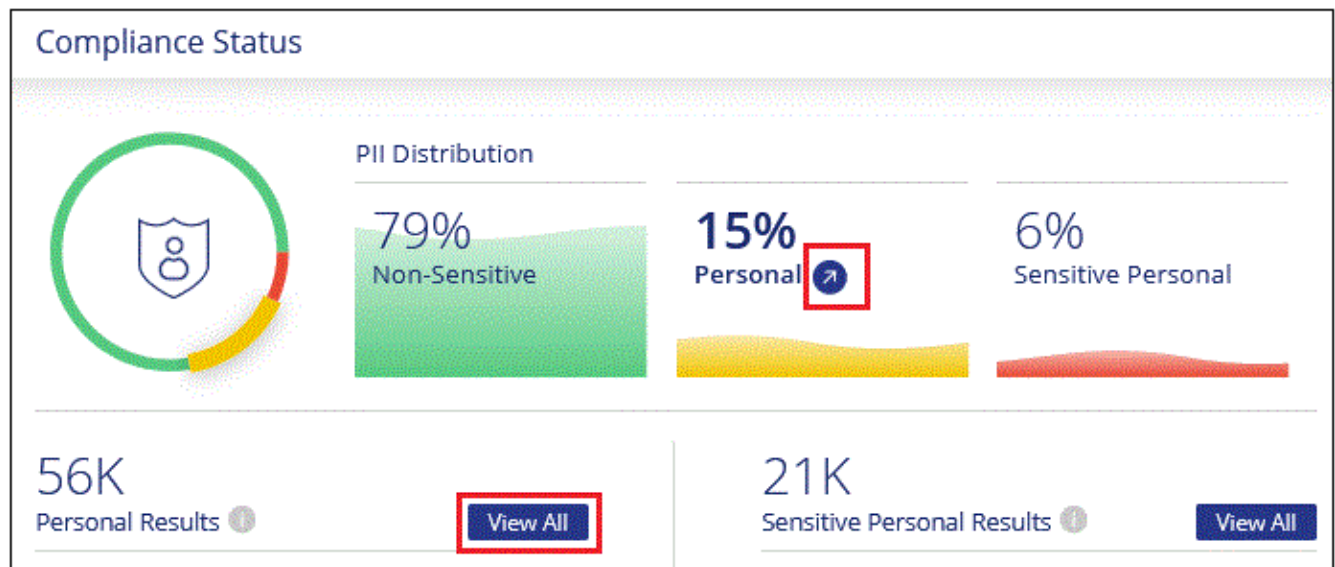 Compliance Status
PII Distribution
79%
Non-Sensitive
15%
Personal
6%
Sensitive Personal
56K
Personal Results
View All
21K
Sensitive Personal Results
View All